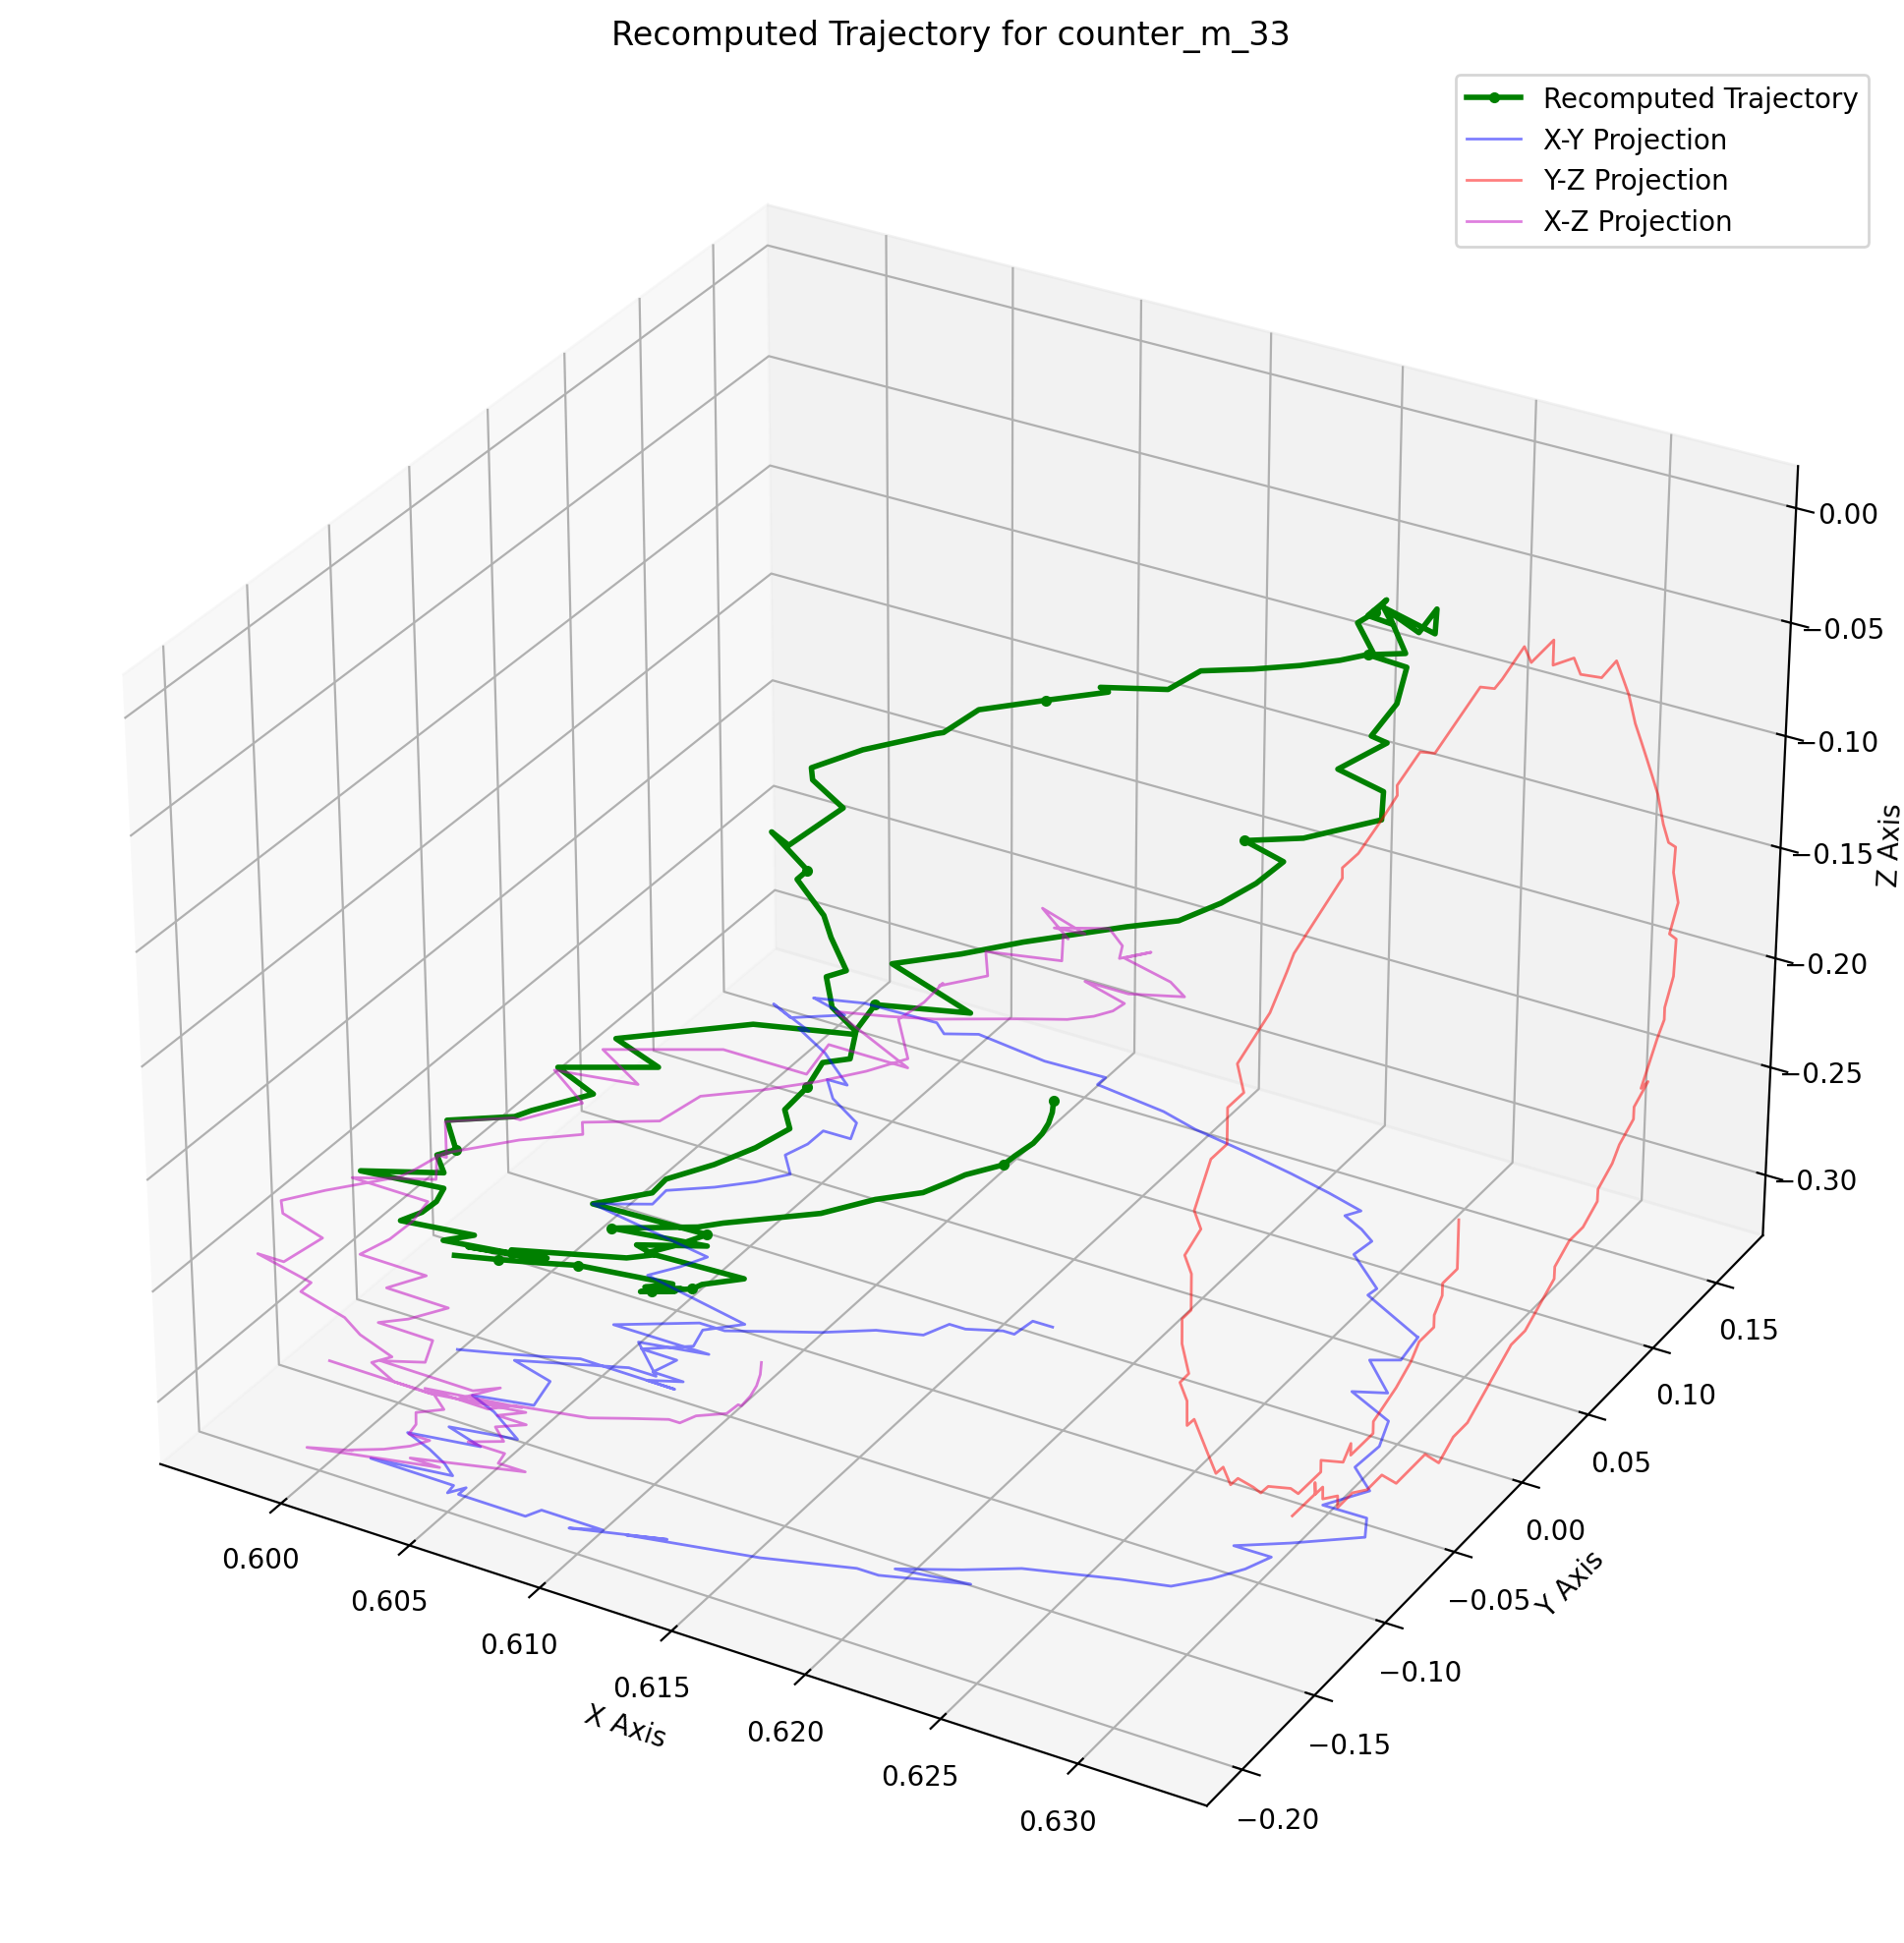 Recomputed Trajectory for counter_m_33
Recomputed Trajectory
X-Y Projection
Y-Z Projection
X-Z Projection
0.00
−0.05
−0.10
−0.15
−0.20
−0.25
−0.30
Z Axis
0.15
0.10
0.05
0.00
−0.05
−0.10
−0.15
−0.20
Y Axis
0.600
0.605
0.610
0.615
0.620
0.625
0.630
X Axis